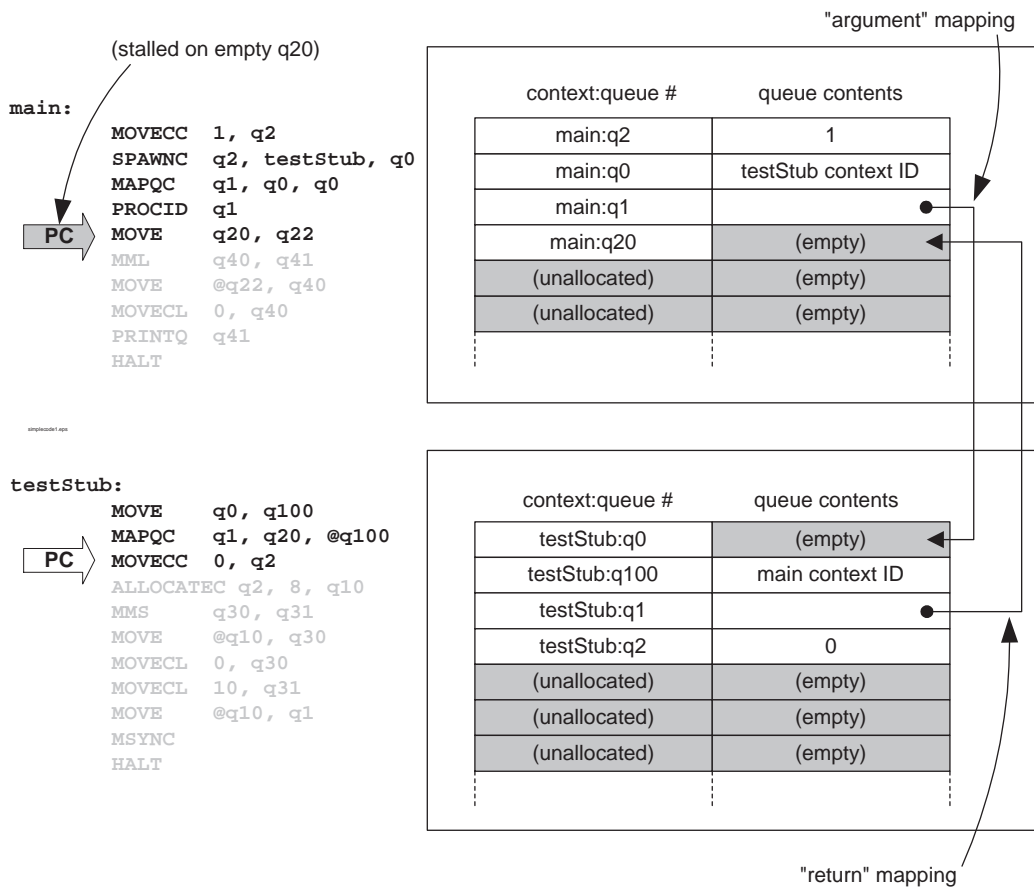 "argument" mapping
(stalled on empty q20)
main:
MOVECC 1, q2
SPAWNC q2, testStub, q0
MAPQC q1, q0, q0
PROCID q1
PC MOVE q20, q22
MML q40, q41
MOVE @q22, q40
MOVECL 0, q40
PRINTQ q41
HALT
context:queue # queue contents
main:q2 1
main:q0 testStub context ID
main:q1
main:q20 (empty)
(unallocated) (empty)
(unallocated) (empty)
simplecode1.eps
testStub:
MOVE q0, q100
MAPQC q1, q20, @q100
PC MOVECC 0, q2
ALLOCATEC q2, 8, q10
MMS q30, q31
MOVE @q10, q30
MOVECL 0, q30
MOVECL 10, q31
MOVE @q10, q1
MSYNC
HALT
context:queue # queue contents
testStub:q0 (empty)
testStub:q100 main context ID
testStub:q1
testStub:q2 0
(unallocated) (empty)
(unallocated) (empty)
(unallocated) (empty)
"return" mapping